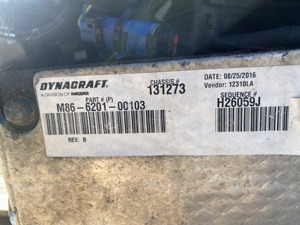 DYNACRAFT
A DIVISION OF PACCAR
PART # (P)
M86-6201-00103
REV: B
CHASSIS #
131273
DATE: 08/25/2016
Vendor: 12310LA
SEQUENCE #
H26059J